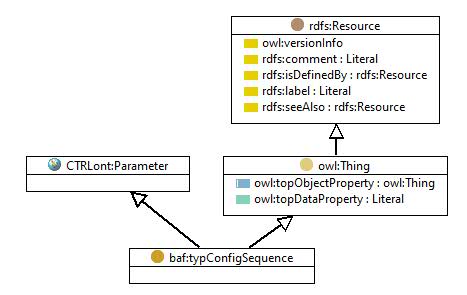 rdfs:Resource
owl:versionInfo
rdfs:comment : Literal
rdfs:isDefinedBy : rdfs:Resource
rdfs:label : Literal
rdfs:seeAlso : rdfs:Resource
CTRLont:Parameter
owl:Thing
owl:topObjectProperty : owl:Thing
owl:topDataProperty : Literal
baf:typConfigSequence